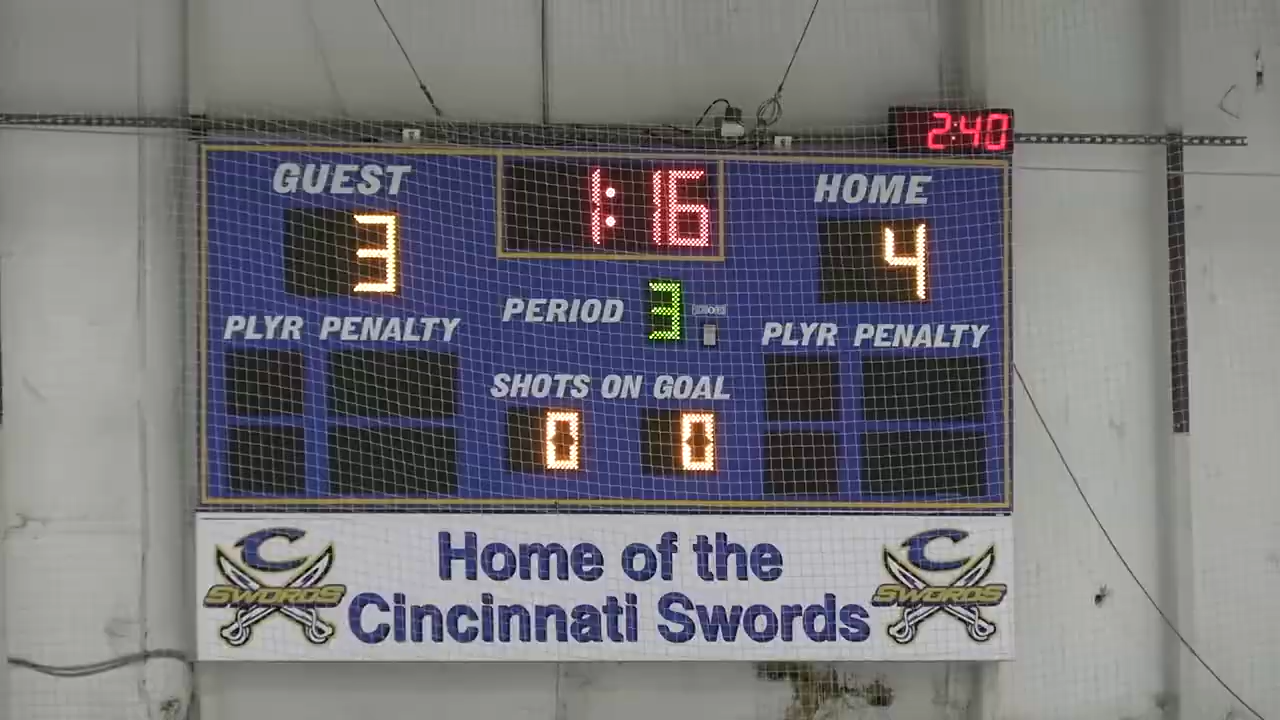 2:40
GUEST 1:16 HOME
3 4
PERIOD 3
PLYR PENALTY PLYR PENALTY
SHOTS ON GOAL
0 0
C SWORDS Home of the C SWORDS
Cincinnati Swords